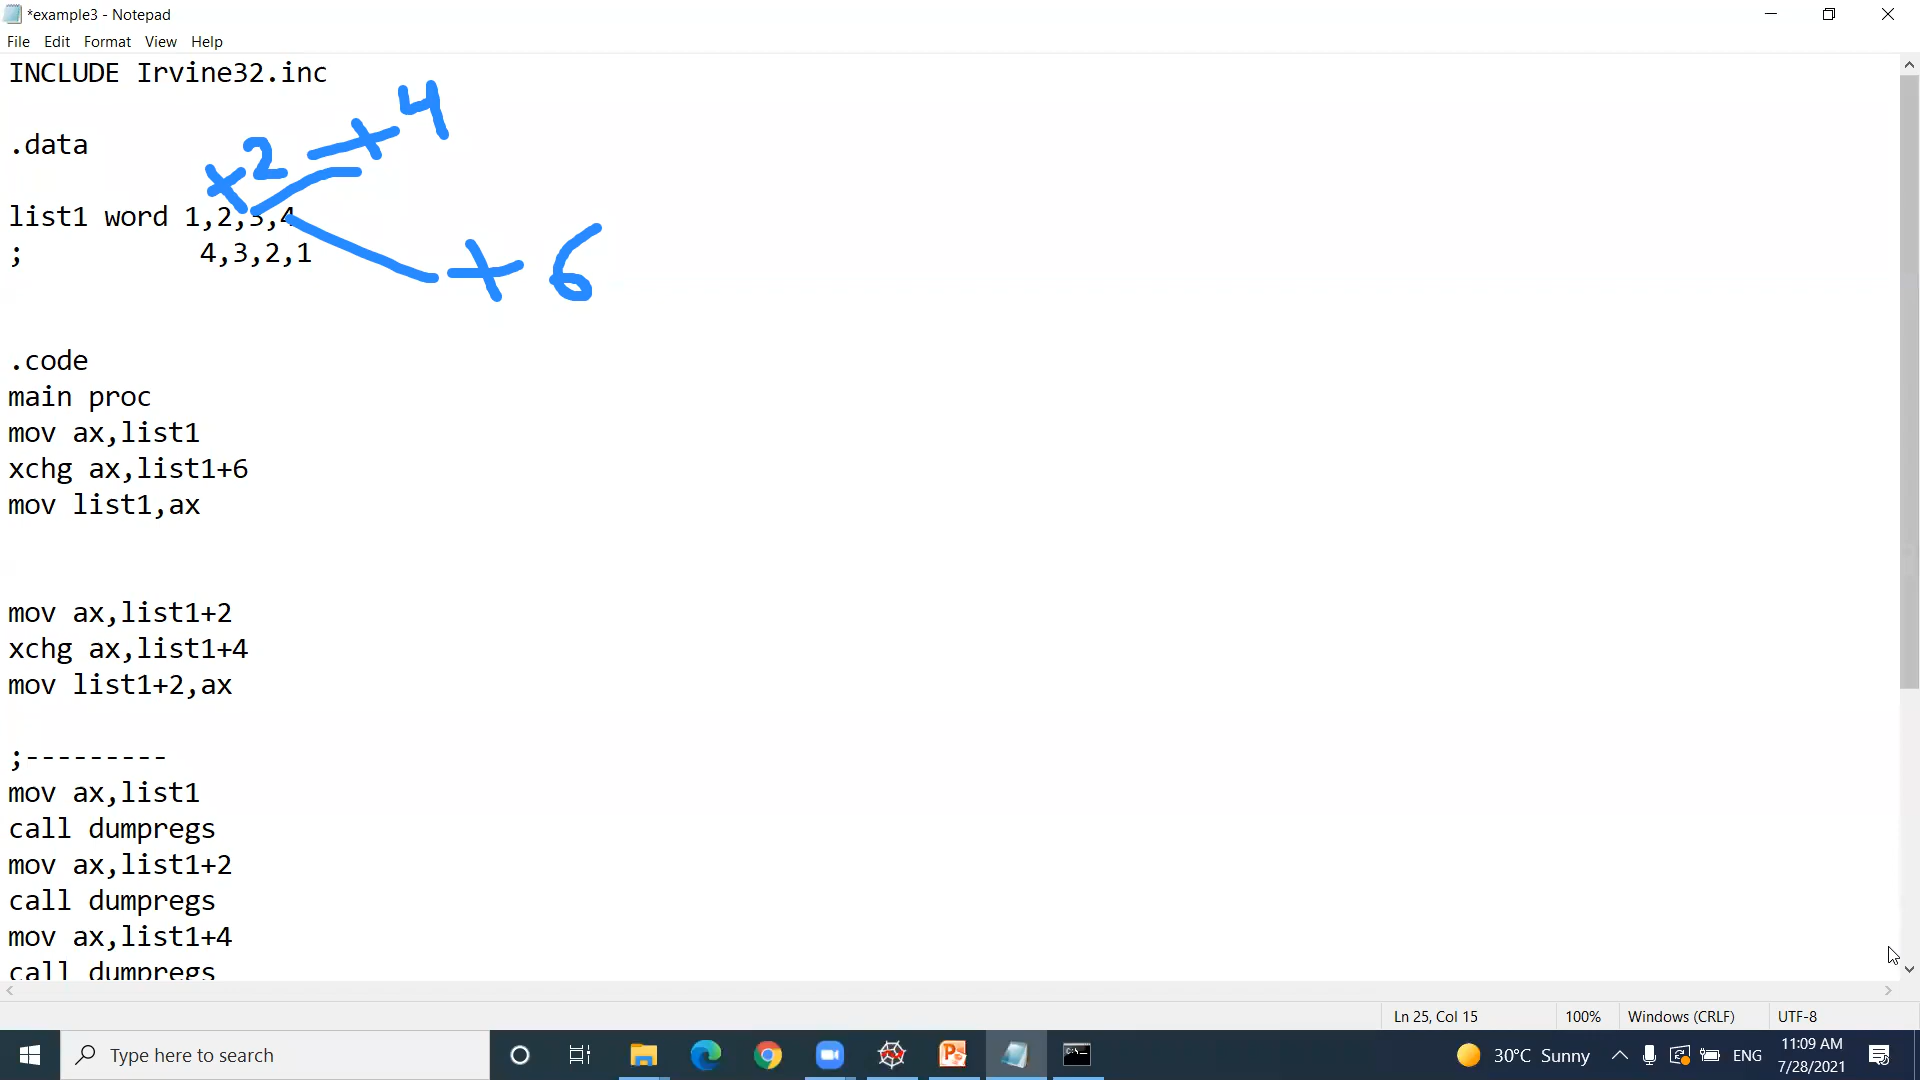 *example3 - Notepad
File Edit Format View Help
INCLUDE Irvine32.inc
+4
.data
+2
list1 word 1,2,3,4
; 4,3,2,1
+6
.code
main proc
mov ax,list1
xchg ax,list1+6
mov list1,ax
mov ax,list1+2
xchg ax,list1+4
mov list1+2,ax
;---------
mov ax,list1
call dumpregs
mov ax,list1+2
call dumpregs
mov ax,list1+4
call dumpregs
Ln 25, Col 15 100% Windows (CRLF) UTF-8
Type here to search 30°C Sunny ENG 11:09 AM
7/28/2021